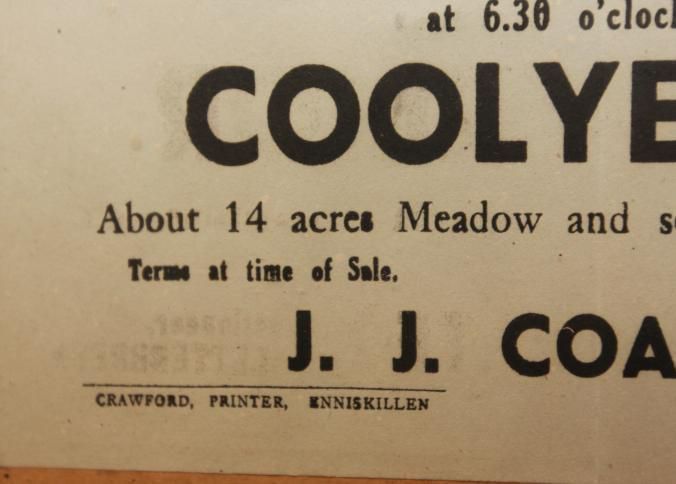 at 6.30 o'clock
COOLYE
About 14 acres Meadow and s
Terms at time of Sale.
J. J. COA
CRAWFORD, PRINTER, ENNISKILLEN